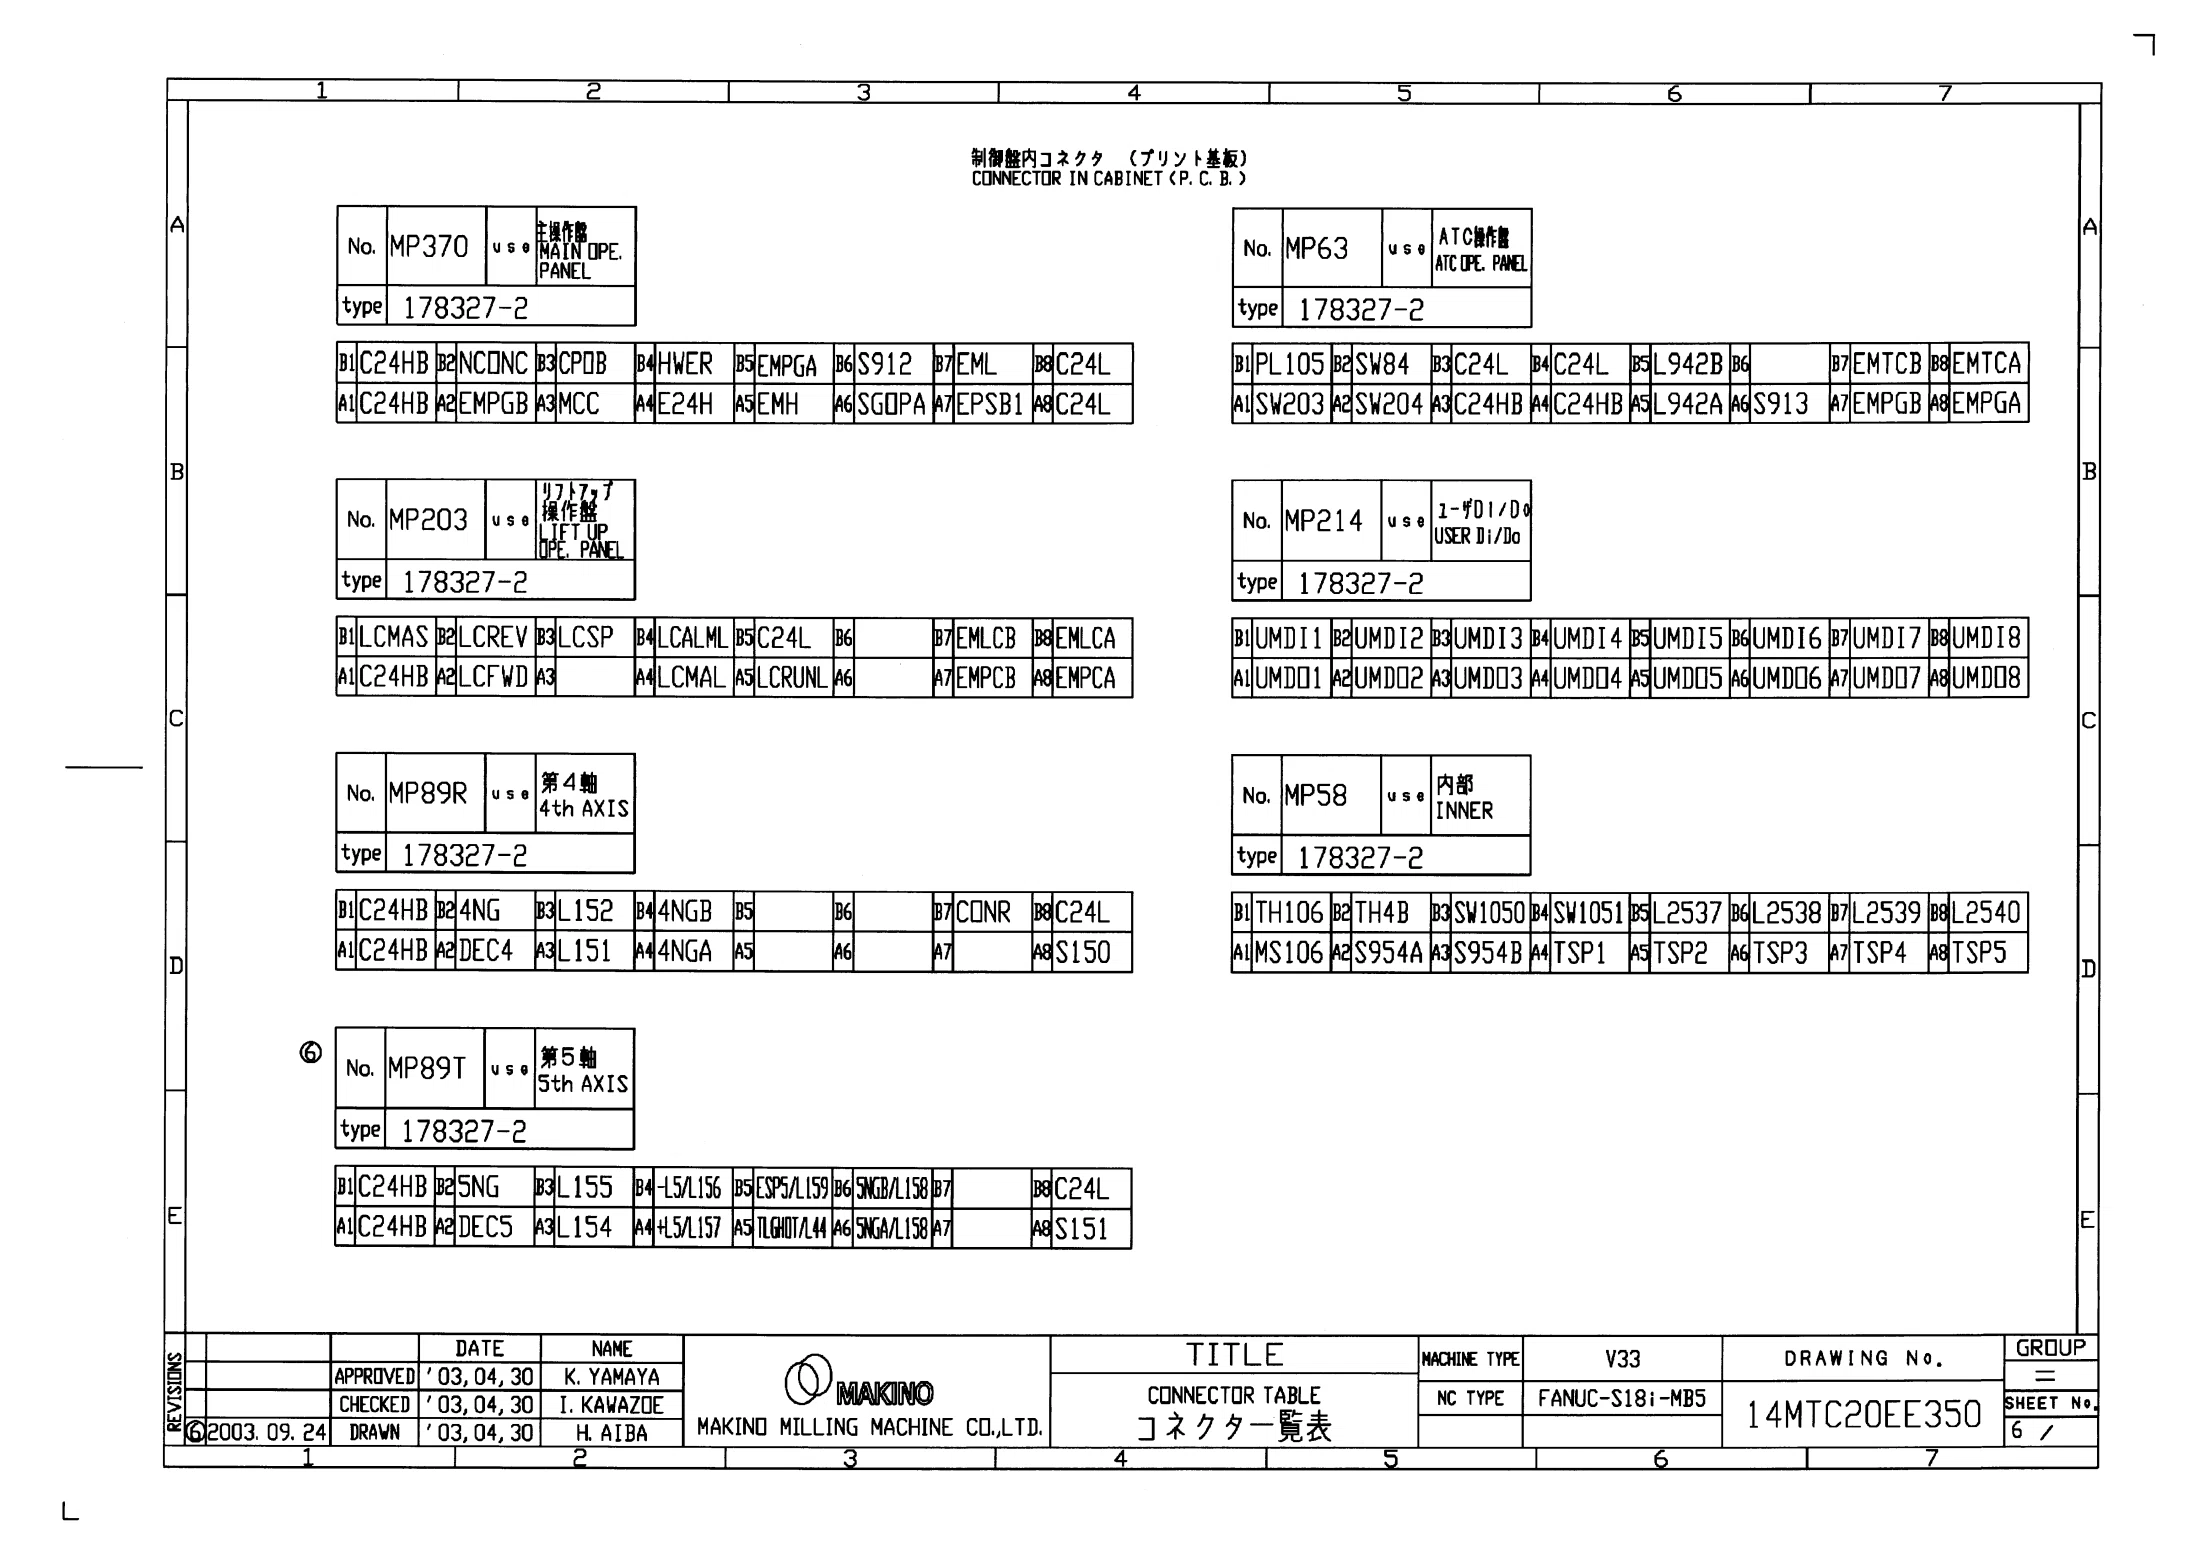 1 2 3 4 5 6 7
制御盤内コネクタ (プリント基板)
CONNECTOR IN CABINET (P. C. B. )
A
B
C
D
E
No. MP370 use 主操作盤 MAIN OPE. PANEL
type 178327-2
B1 C24HB B2 NCONC B3 CPOB B4 HWER B5 EMPGA B6 S912 B7 EML B8 C24L
A1 C24HB A2 EMPGB A3 MCC A4 E24H A5 EMH A6 SGOPA A7 EPSB1 A8 C24L
No. MP63 use ATC操作盤 ATC OPE. PANEL
type 178327-2
B1 PL105 B2 SW84 B3 C24L B4 C24L B5 L942B B6 B7 EMTCB B8 EMTCA
A1 SW203 A2 SW204 A3 C24HB A4 C24HB A5 L942A A6 S913 A7 EMPGB A8 EMPGA
No. MP203 use リフトアップ 操作盤 LIFT UP OPE. PANEL
type 178327-2
B1 LCMAS B2 LCREV B3 LCSP B4 LCALML B5 C24L B6 B7 EMLCB B8 EMLCA
A1 C24HB A2 LCFWD A3 A4 LCMAL A5 LCRUNL A6 A7 EMPCB A8 EMPCA
No. MP214 use ユーザDI/Do USER Di/Do
type 178327-2
B1 UMDI1 B2 UMDI2 B3 UMDI3 B4 UMDI4 B5 UMDI5 B6 UMDI6 B7 UMDI7 B8 UMDI8
A1 UMDO1 A2 UMDO2 A3 UMDO3 A4 UMDO4 A5 UMDO5 A6 UMDO6 A7 UMDO7 A8 UMDO8
No. MP89R use 第4軸 4th AXIS
type 178327-2
B1 C24HB B2 4NG B3 L152 B4 4NGB B5 B6 B7 CONR B8 C24L
A1 C24HB A2 DEC4 A3 L151 A4 4NGA A5 A6 A7 A8 S150
No. MP58 use 内部 INNER
type 178327-2
B1 TH106 B2 TH4B B3 SW1050 B4 SW1051 B5 L2537 B6 L2538 B7 L2539 B8 L2540
A1 MS106 A2 S954A A3 S954B A4 TSP1 A5 TSP2 A6 TSP3 A7 TSP4 A8 TSP5
⑥
No. MP89T use 第5軸 5th AXIS
type 178327-2
B1 C24HB B2 5NG B3 L155 B4 -L5/L156 B5 ESP5/L159 B6 5NGB/L158 B7 B8 C24L
A1 C24HB A2 DEC5 A3 L154 A4 +L5/L157 A5 TLGHOT/L44 A6 5NGA/L158 A7 A8 S151
A
B
C
D
E
REVISIONS
⑥ 2003. 09. 24
DATE NAME
APPROVED '03, 04, 30 K. YAMAYA
CHECKED '03, 04, 30 I. KAWAZOE
DRAWN '03, 04, 30 H. AIBA
MAKINO
MAKINO MILLING MACHINE CO.,LTD.
TITLE
CONNECTOR TABLE
コネクタ一覧表
MACHINE TYPE V33
NC TYPE FANUC-S18i-MB5
DRAWING No.
14MTC20EE350
GROUP
=
SHEET No.
6 /
1 2 3 4 5 6 7